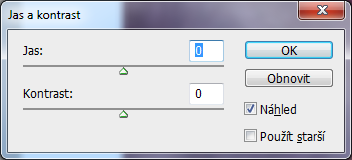 Jas a kontrast
Jas: 0 OK
Obnovit
Kontrast: 0
Náhled
Použít starší